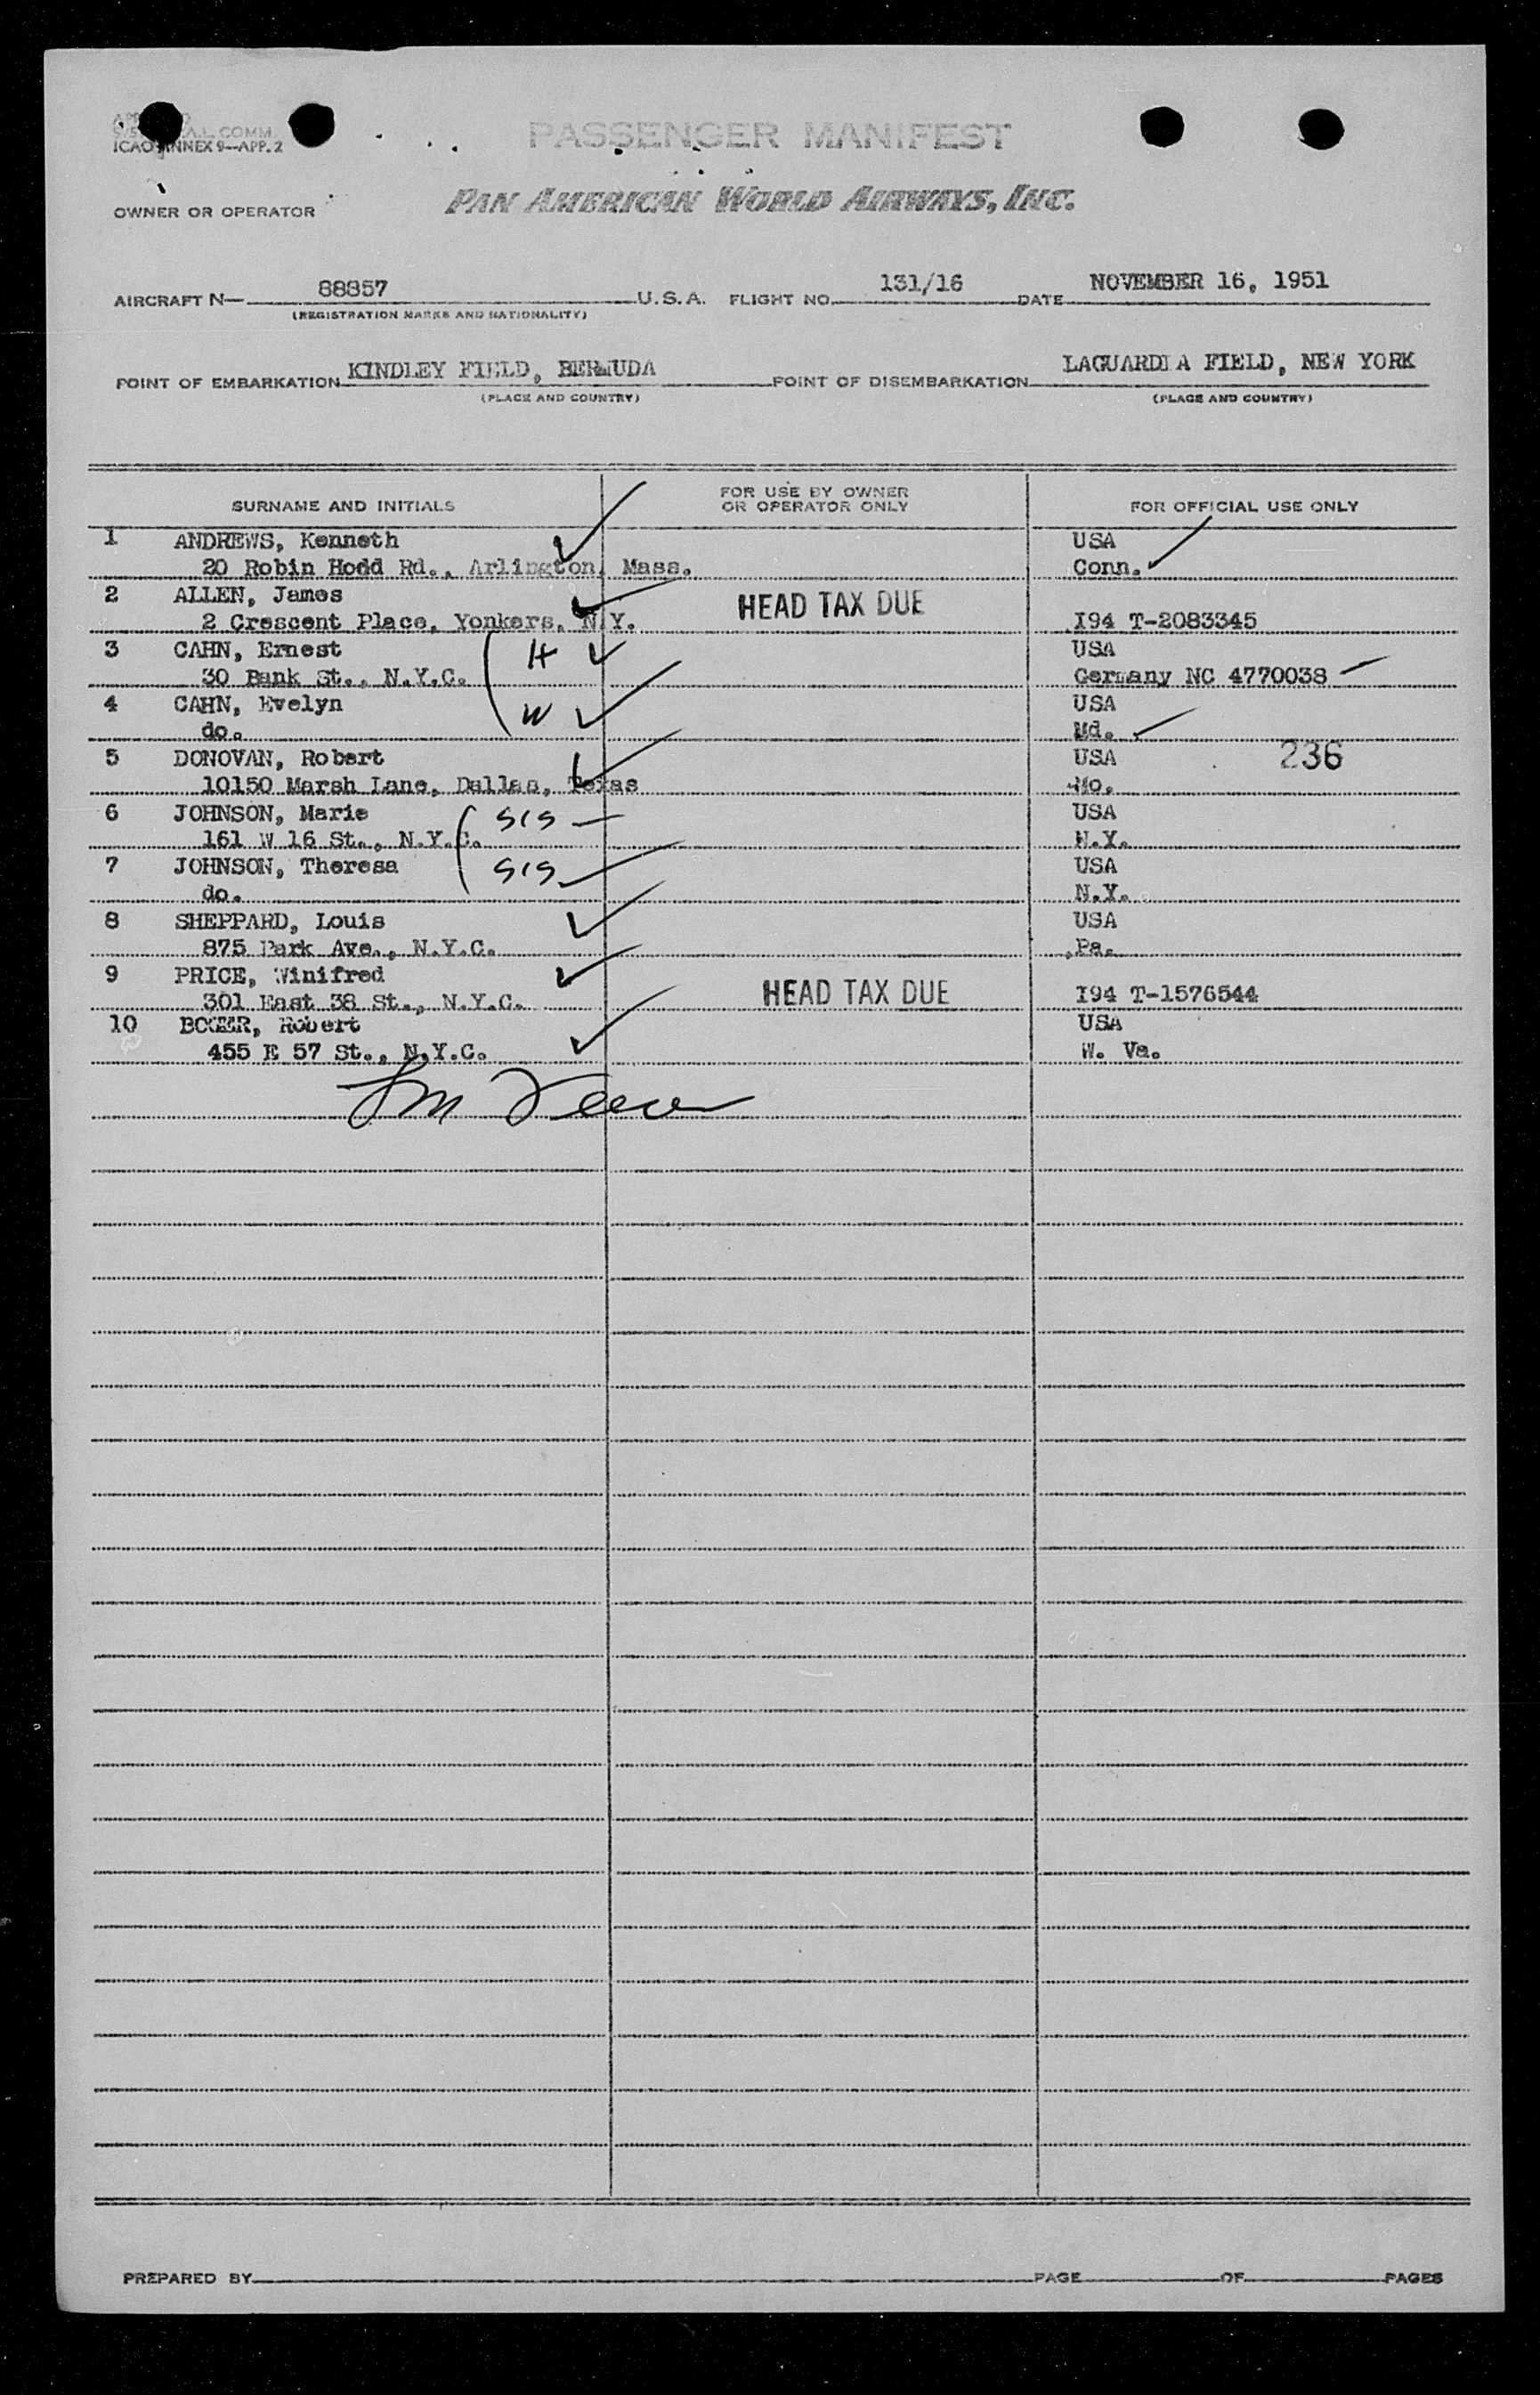 S/S A.L. COMM.
ICAO ANNEX 9—APP. 2
PASSENGER MANIFEST
OWNER OR OPERATOR
PAN AMERICAN WORLD AIRWAYS, INC.
AIRCRAFT N— 88857 U.S.A. FLIGHT NO. 131/16 DATE NOVEMBER 16, 1951
(REGISTRATION MARKS AND NATIONALITY)
POINT OF EMBARKATION KINDLEY FIELD, BERMUDA POINT OF DISEMBARKATION LAGUARDIA FIELD, NEW YORK
(PLACE AND COUNTRY) (PLACE AND COUNTRY)
SURNAME AND INITIALS FOR USE BY OWNER OR OPERATOR ONLY FOR OFFICIAL USE ONLY
1 ANDREWS, Kenneth USA
20 Robin Hodd Rd., Arlington, Mass. Conn.
2 ALLEN, James HEAD TAX DUE
2 Crescent Place, Yonkers, N.Y. I94 T-2083345
3 CAHN, Ernest H USA
30 Bank St., N.Y.C. Germany NC 4770038
4 CAHN, Evelyn W USA
do. Md.
5 DONOVAN, Robert USA 236
10150 Marsh Lane, Dallas, Texas Mo.
6 JOHNSON, Marie SIS USA
161 W 16 St., N.Y.C. N.Y.
7 JOHNSON, Theresa SIS USA
do. N.Y.
8 SHEPPARD, Louis USA
875 Park Ave., N.Y.C. Pa.
9 PRICE, Winifred
301 East 38 St., N.Y.C. HEAD TAX DUE I94 T-1576544
10 Robert USA
455 E 57 St., N.Y.C. W. Va.
PREPARED BY PAGE OF PAGES